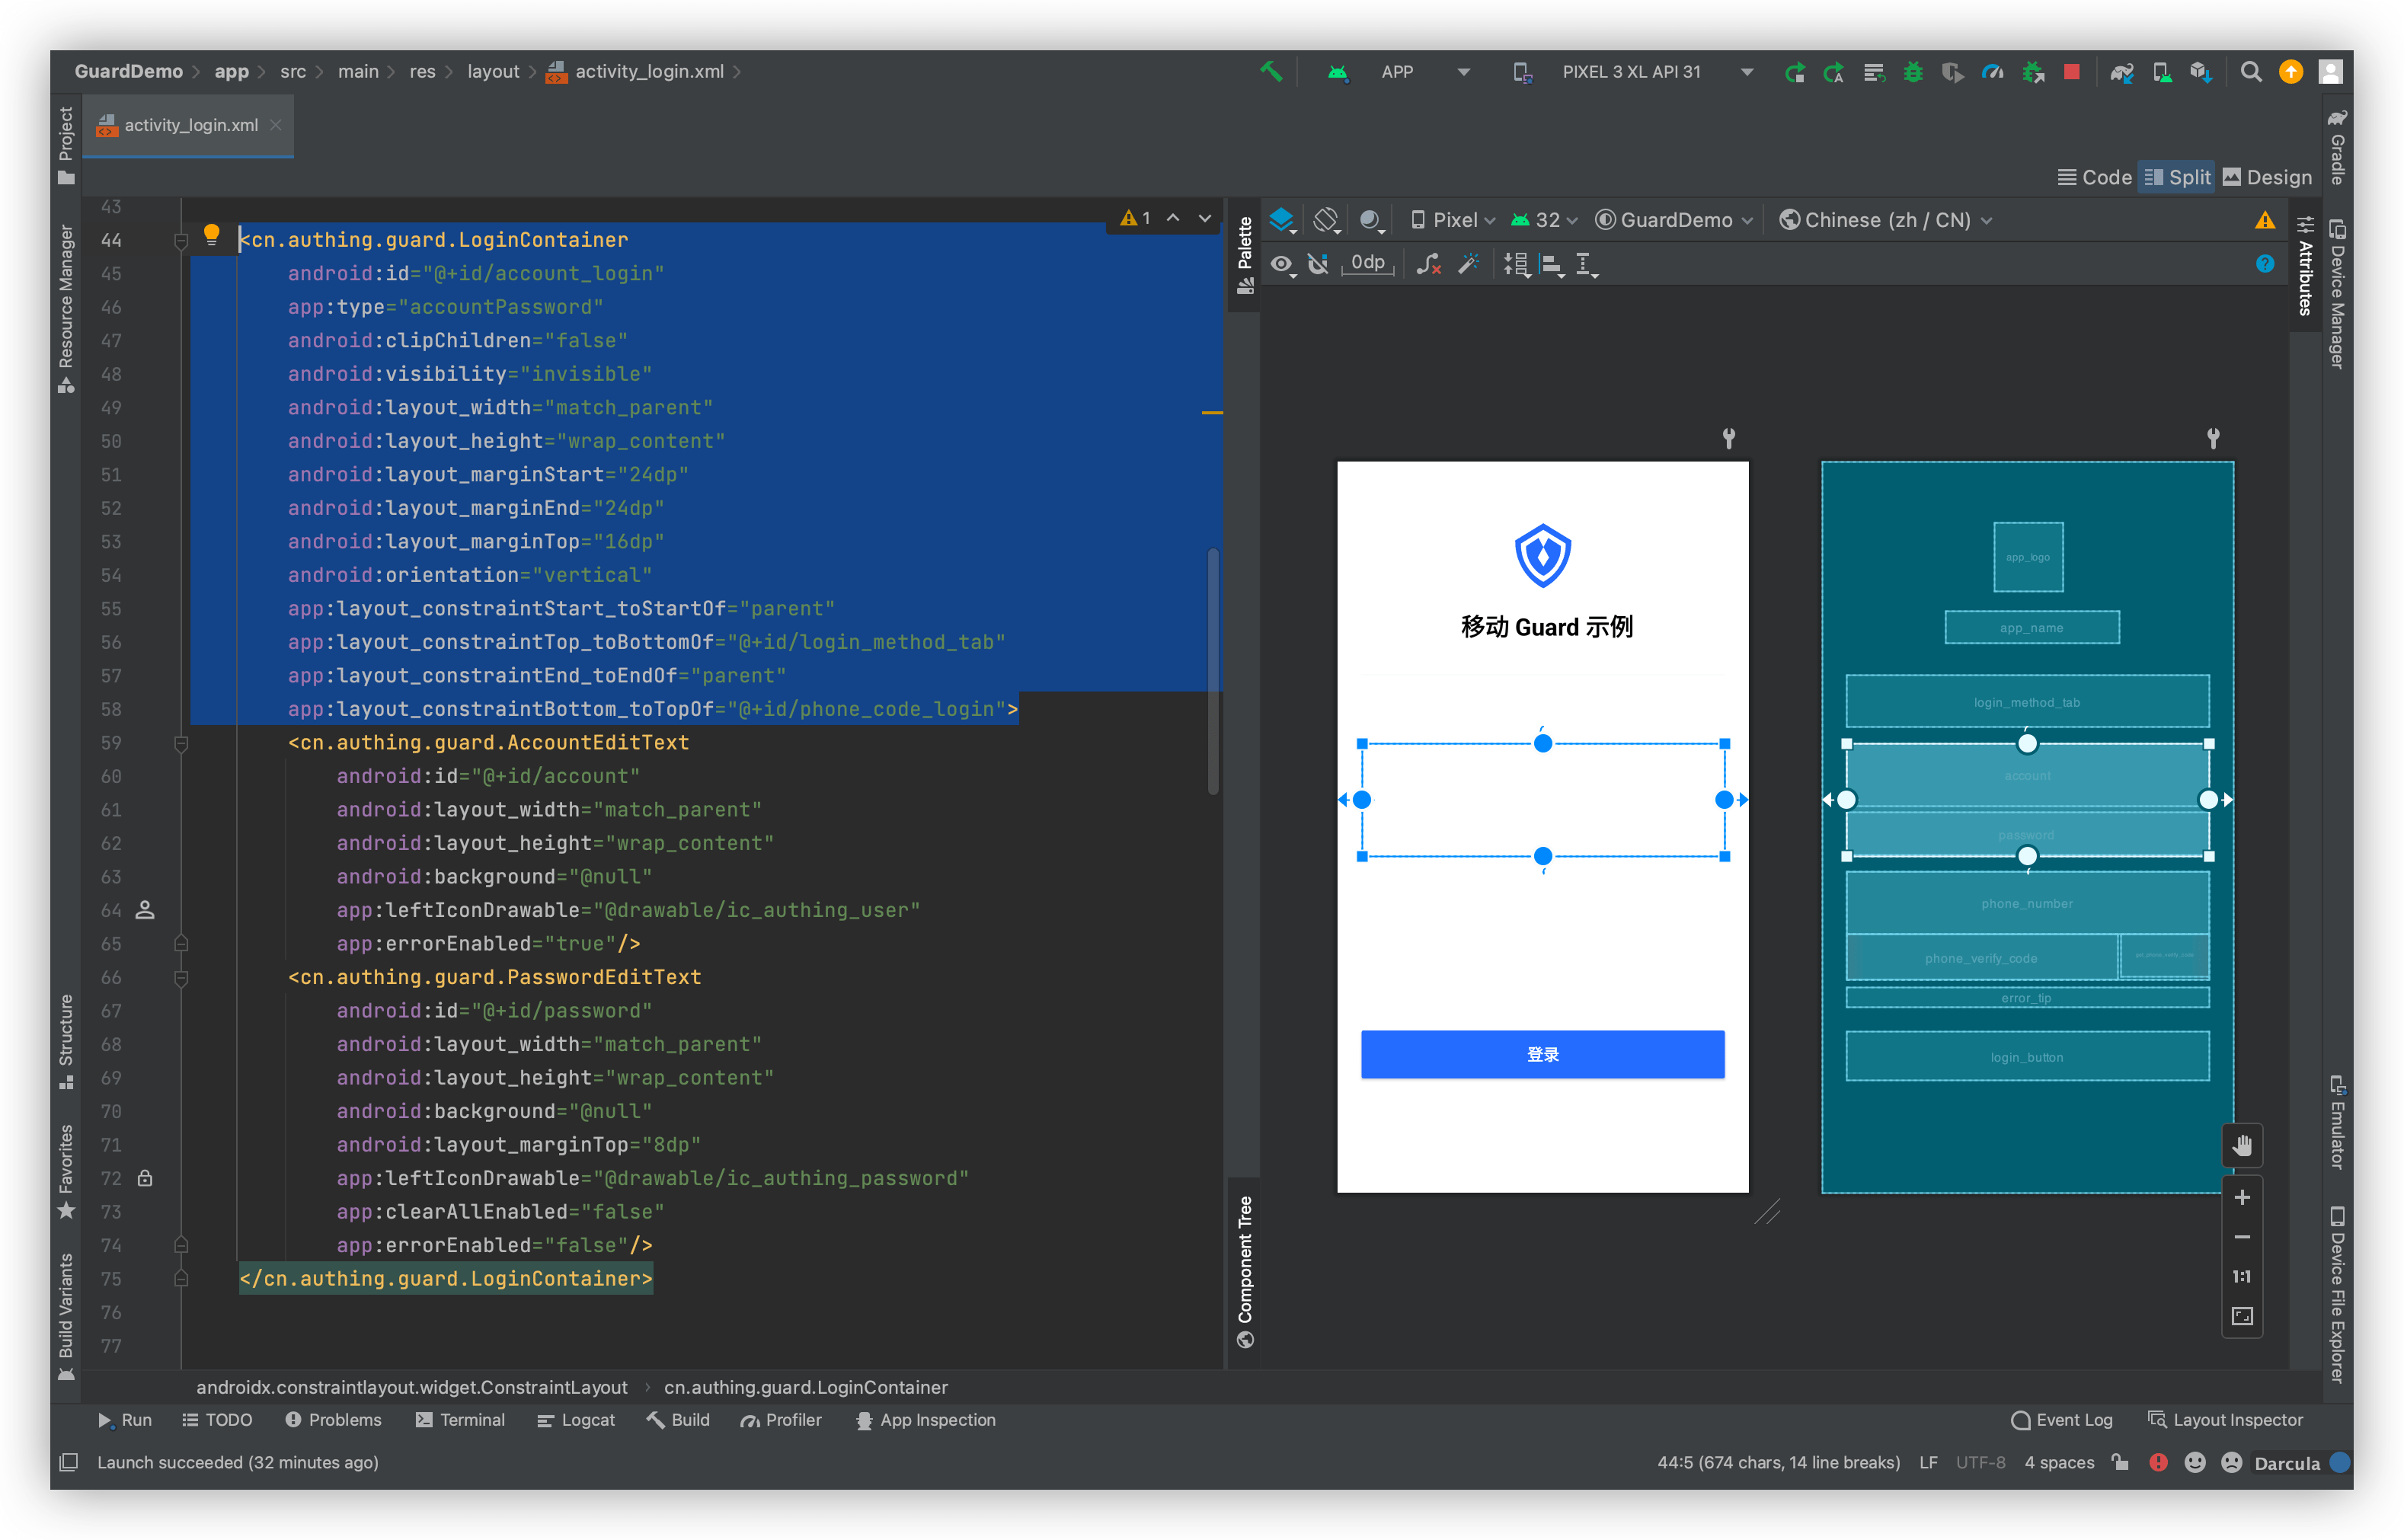 GuardDemo app src main res layout activity_login.xml
APP PIXEL 3 XL API 31
activity_login.xml
Code Split Design
Project
Resource Manager
Structure
Favorites
Build Variants
43
44 <cn.authing.guard.LoginContainer
45 android:id="@+id/account_login"
46 app:type="accountPassword"
47 android:clipChildren="false"
48 android:visibility="invisible"
49 android:layout_width="match_parent"
50 android:layout_height="wrap_content"
51 android:layout_marginStart="24dp"
52 android:layout_marginEnd="24dp"
53 android:layout_marginTop="16dp"
54 android:orientation="vertical"
55 app:layout_constraintStart_toStartOf="parent"
56 app:layout_constraintTop_toBottomOf="@+id/login_method_tab"
57 app:layout_constraintEnd_toEndOf="parent"
58 app:layout_constraintBottom_toTopOf="@+id/phone_code_login">
59 <cn.authing.guard.AccountEditText
60 android:id="@+id/account"
61 android:layout_width="match_parent"
62 android:layout_height="wrap_content"
63 android:background="@null"
64 app:leftIconDrawable="@drawable/ic_authing_user"
65 app:errorEnabled="true"/>
66 <cn.authing.guard.PasswordEditText
67 android:id="@+id/password"
68 android:layout_width="match_parent"
69 android:layout_height="wrap_content"
70 android:background="@null"
71 android:layout_marginTop="8dp"
72 app:leftIconDrawable="@drawable/ic_authing_password"
73 app:clearAllEnabled="false"
74 app:errorEnabled="false"/>
75 </cn.authing.guard.LoginContainer>
76
77
1
Palette
Component Tree
Pixel 32 GuardDemo Chinese (zh / CN)
0dp
移动 Guard 示例
登录
app_logo
app_name
login_method_tab
account
password
phone_number
phone_verify_code
error_tip
login_button
1:1
Attributes
Gradle
Device Manager
Emulator
Device File Explorer
androidx.constraintlayout.widget.ConstraintLayout cn.authing.guard.LoginContainer
Run TODO Problems Terminal Logcat Build Profiler App Inspection Event Log Layout Inspector
Launch succeeded (32 minutes ago) 44:5 (674 chars, 14 line breaks) LF UTF-8 4 spaces Darcula